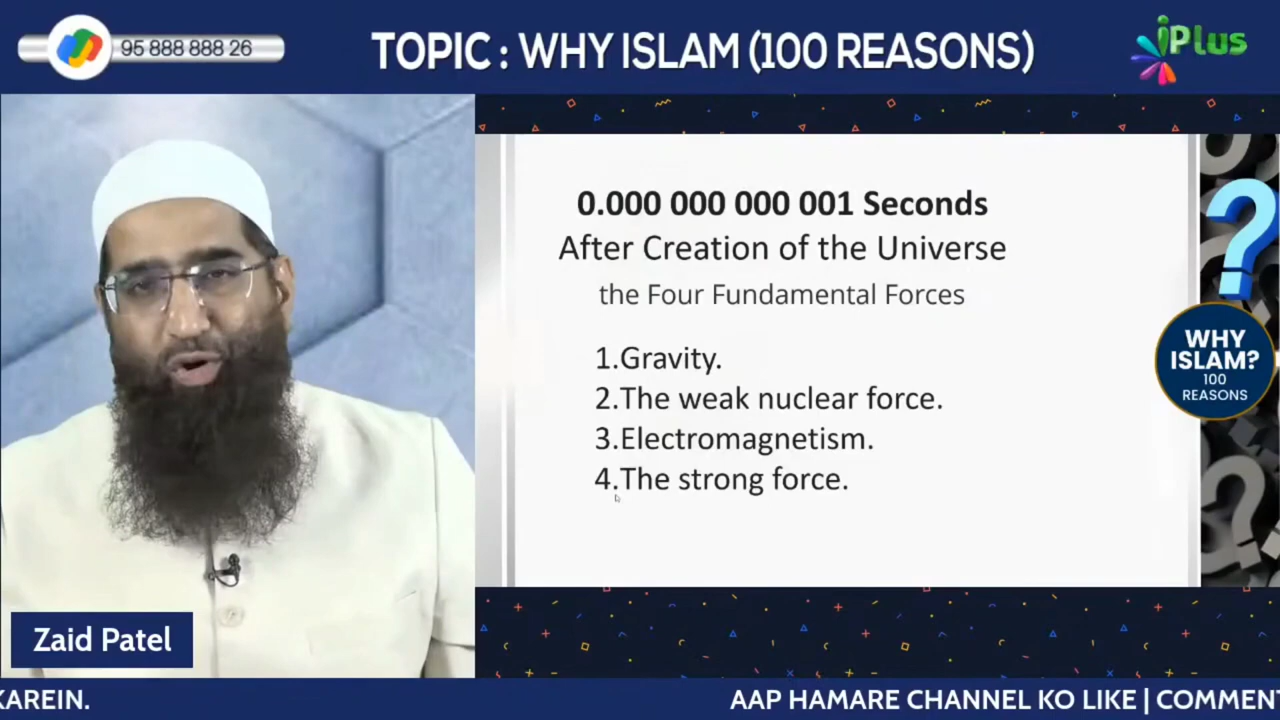 95 888 888 26
TOPIC : WHY ISLAM (100 REASONS)
iPlus
0.000 000 000 001 Seconds
After Creation of the Universe
the Four Fundamental Forces
1.Gravity.
2.The weak nuclear force.
3.Electromagnetism.
4.The strong force.
WHY
ISLAM?
100
REASONS
Zaid Patel
KAREIN.
AAP HAMARE CHANNEL KO LIKE | COMMENT